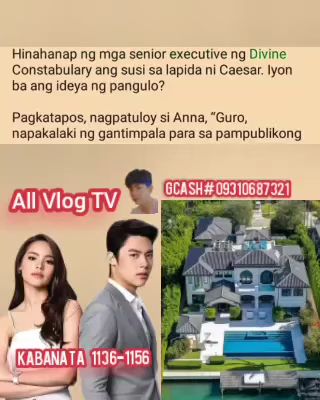 Hinahanap ng mga senior executive ng Divine
Constabulary ang susi sa lapida ni Caesar. Iyon
ba ang ideya ng pangulo?
Pagkatapos, nagpatuloy si Anna, “Guro,
napakalaki ng gantimpala para sa pampublikong
GCASH#09310687321
All Vlog TV
KABANATA 1136-1156